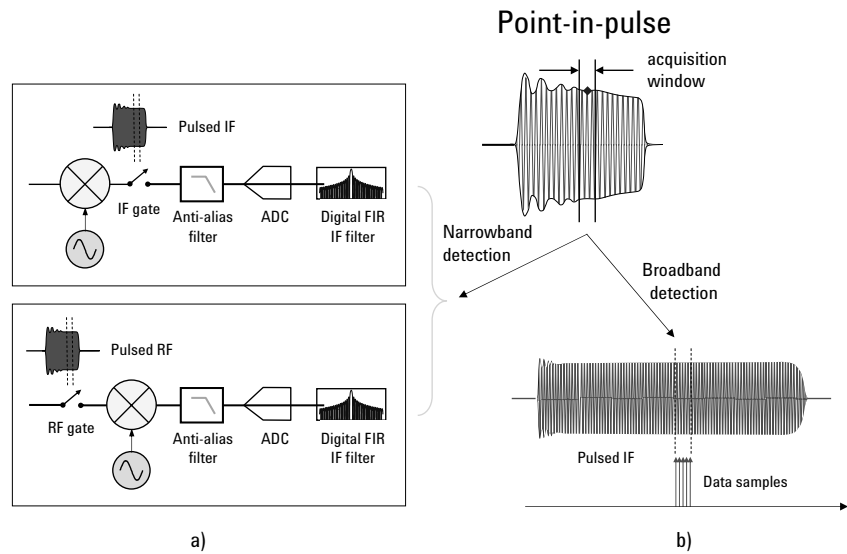 Point-in-pulse
acquisition
window
Pulsed IF
IF gate
Anti-alias
filter
ADC
Digital FIR
IF filter
Narrowband
detection
Broadband
detection
Pulsed RF
RF gate
Anti-alias
filter
ADC
Digital FIR
IF filter
Pulsed IF
Data samples
a)
b)